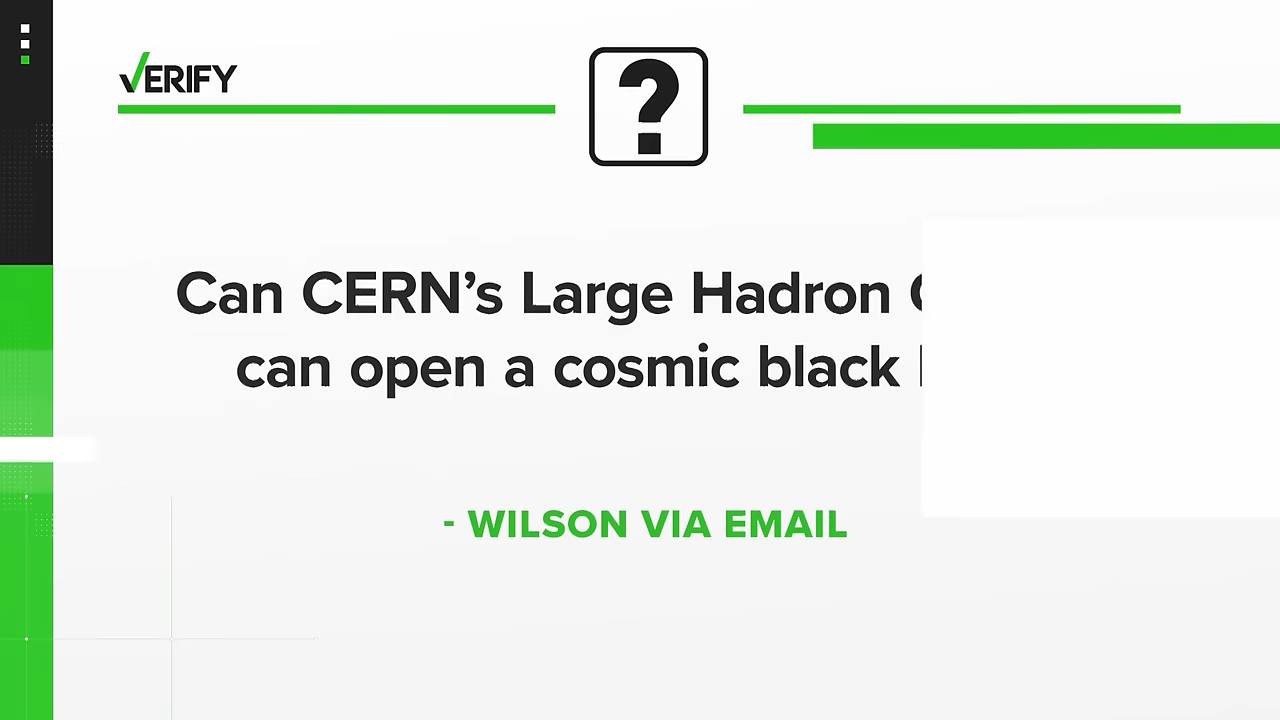 VERIFY
?
Can CERN’s Large Hadron
can open a cosmic black
- WILSON VIA EMAIL